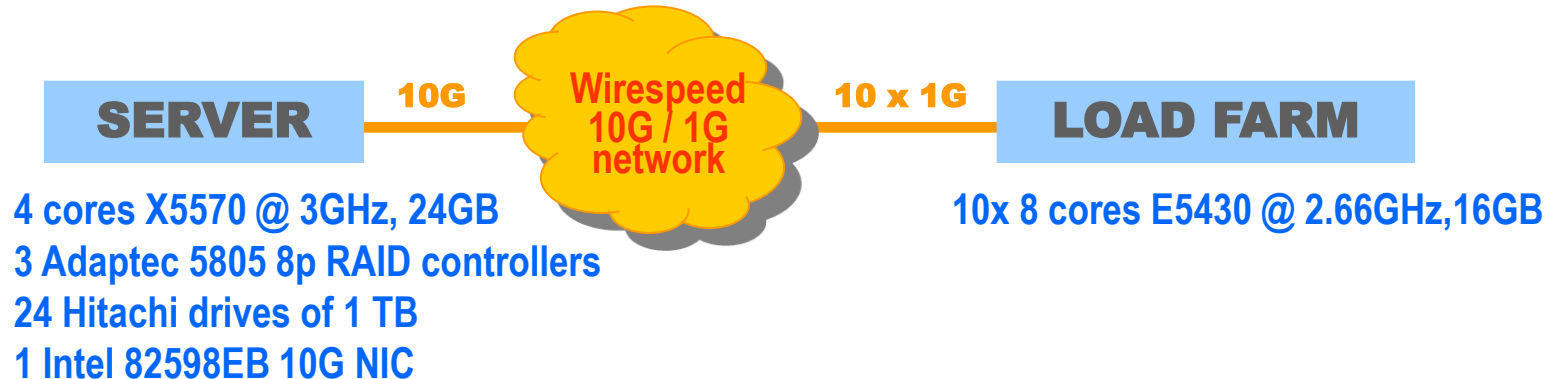 SERVER
10G
Wirespeed
10G / 1G
network
10 x 1G
LOAD FARM
4 cores X5570 @ 3GHz, 24GB
3 Adaptec 5805 8p RAID controllers
24 Hitachi drives of 1 TB
1 Intel 82598EB 10G NIC
10x 8 cores E5430 @ 2.66GHz,16GB